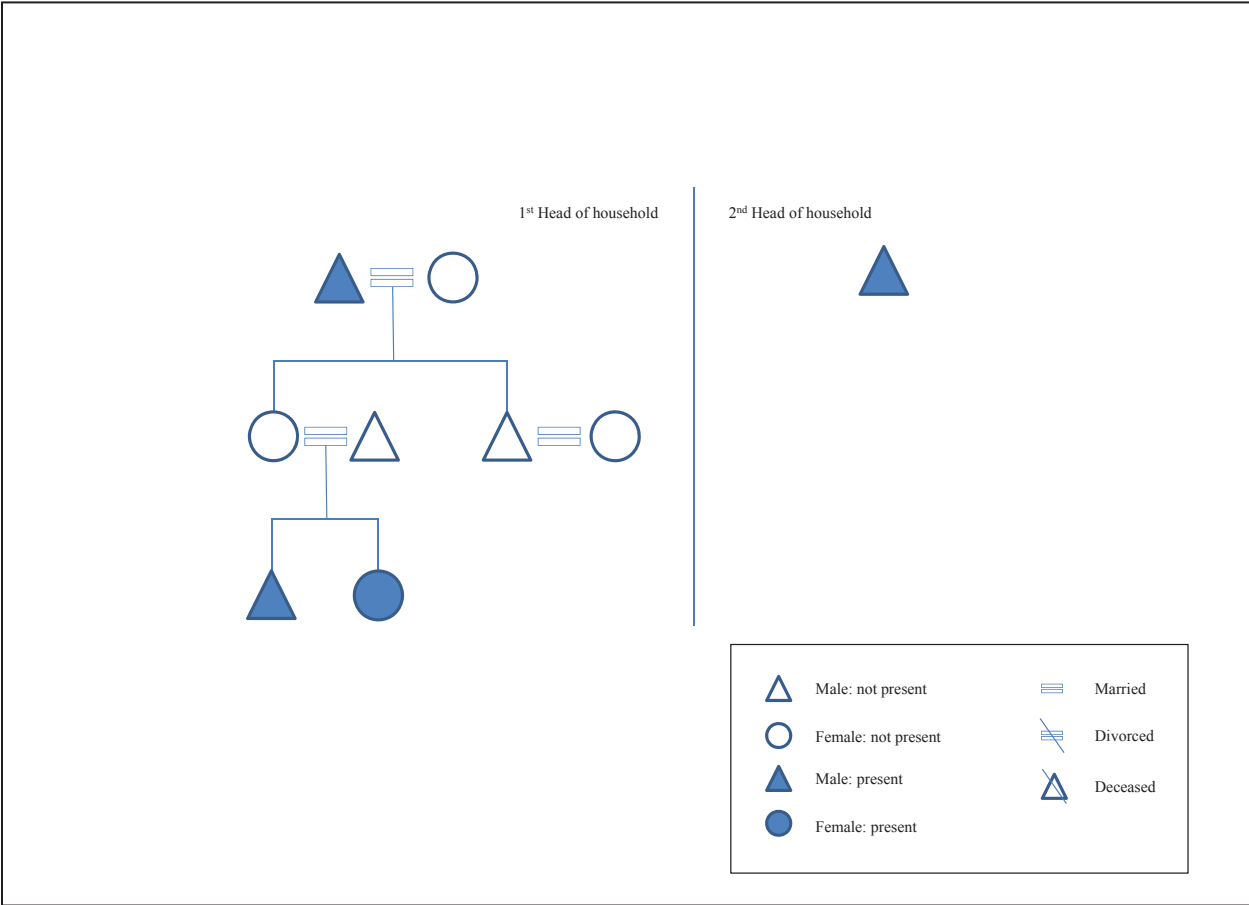 1st Head of household
2nd Head of household
Male: not present
Married
Female: not present
Divorced
Male: present
Deceased
Female: present